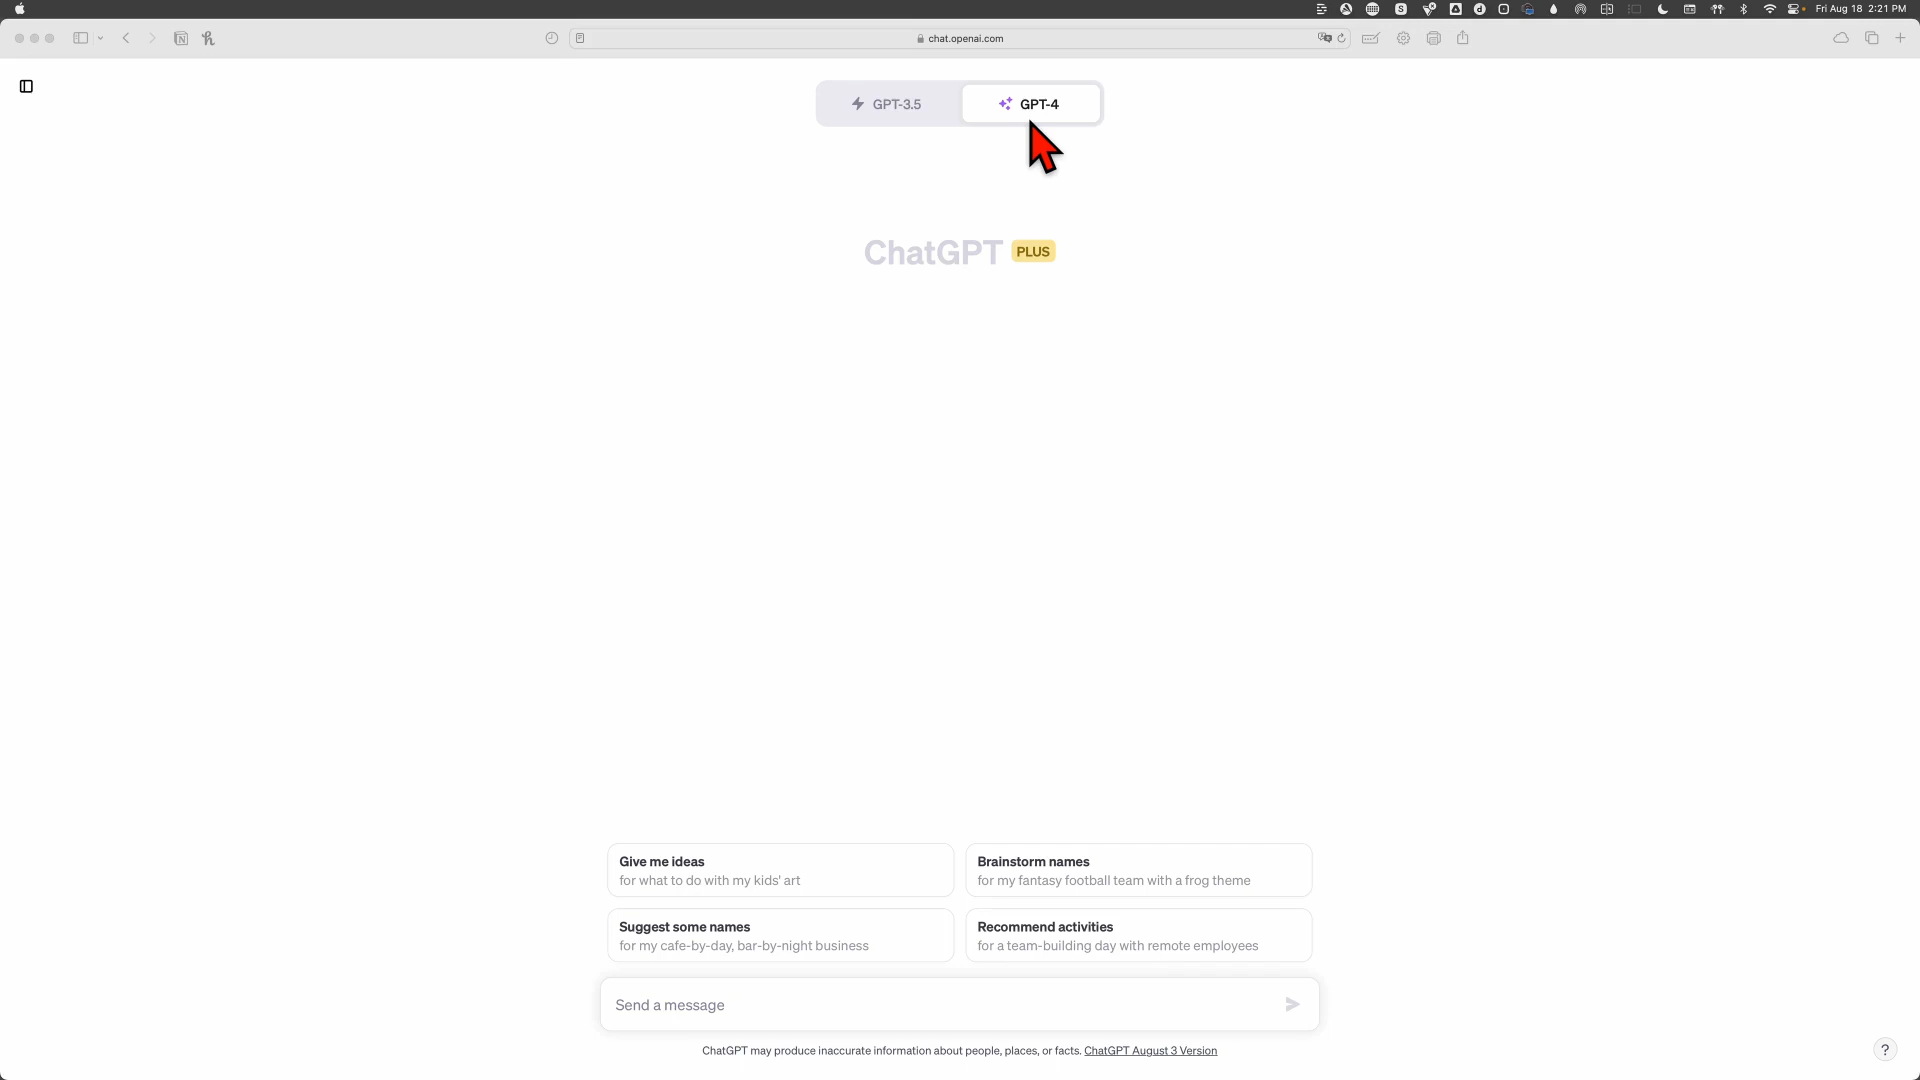 Fri Aug 18 2:21 PM
chat.openai.com
GPT-3.5
GPT-4
ChatGPT PLUS
Give me ideas
for what to do with my kids' art
Brainstorm names
for my fantasy football team with a frog theme
Suggest some names
for my cafe-by-day, bar-by-night business
Recommend activities
for a team-building day with remote employees
Send a message
ChatGPT may produce inaccurate information about people, places, or facts. ChatGPT August 3 Version
?